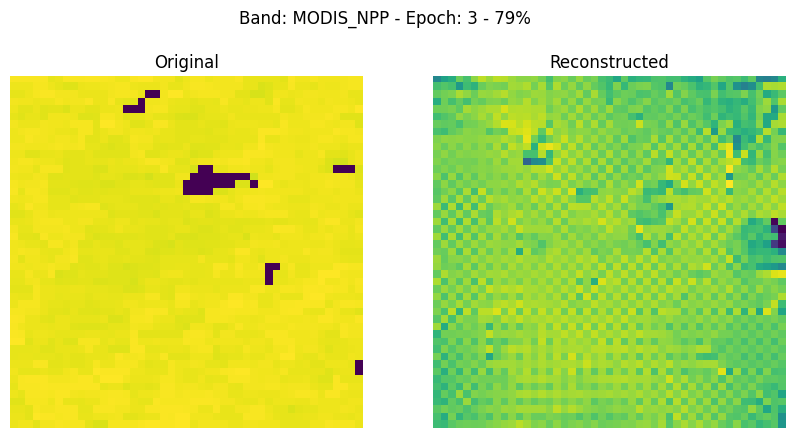 Band: MODIS_NPP - Epoch: 3 - 79%
Original
Reconstructed